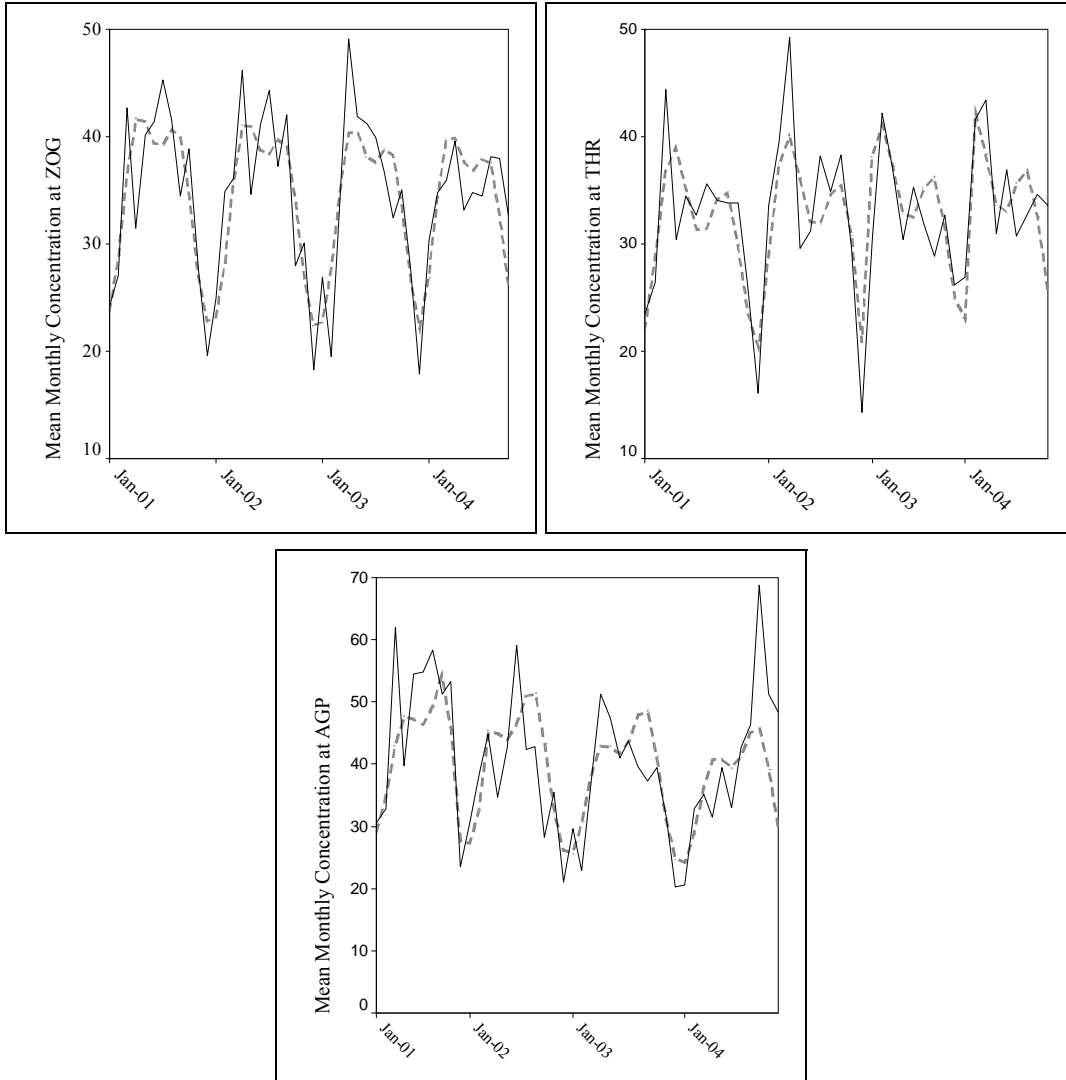 Mean Monthly Concentration at ZOG
50
40
30
20
10
Jan-01
Jan-02
Jan-03
Jan-04
Mean Monthly Concentration at THR
50
40
30
20
10
Jan-01
Jan-02
Jan-03
Jan-04
Mean Monthly Concentration at AGP
70
60
50
40
30
20
10
0
Jan-01
Jan-02
Jan-03
Jan-04